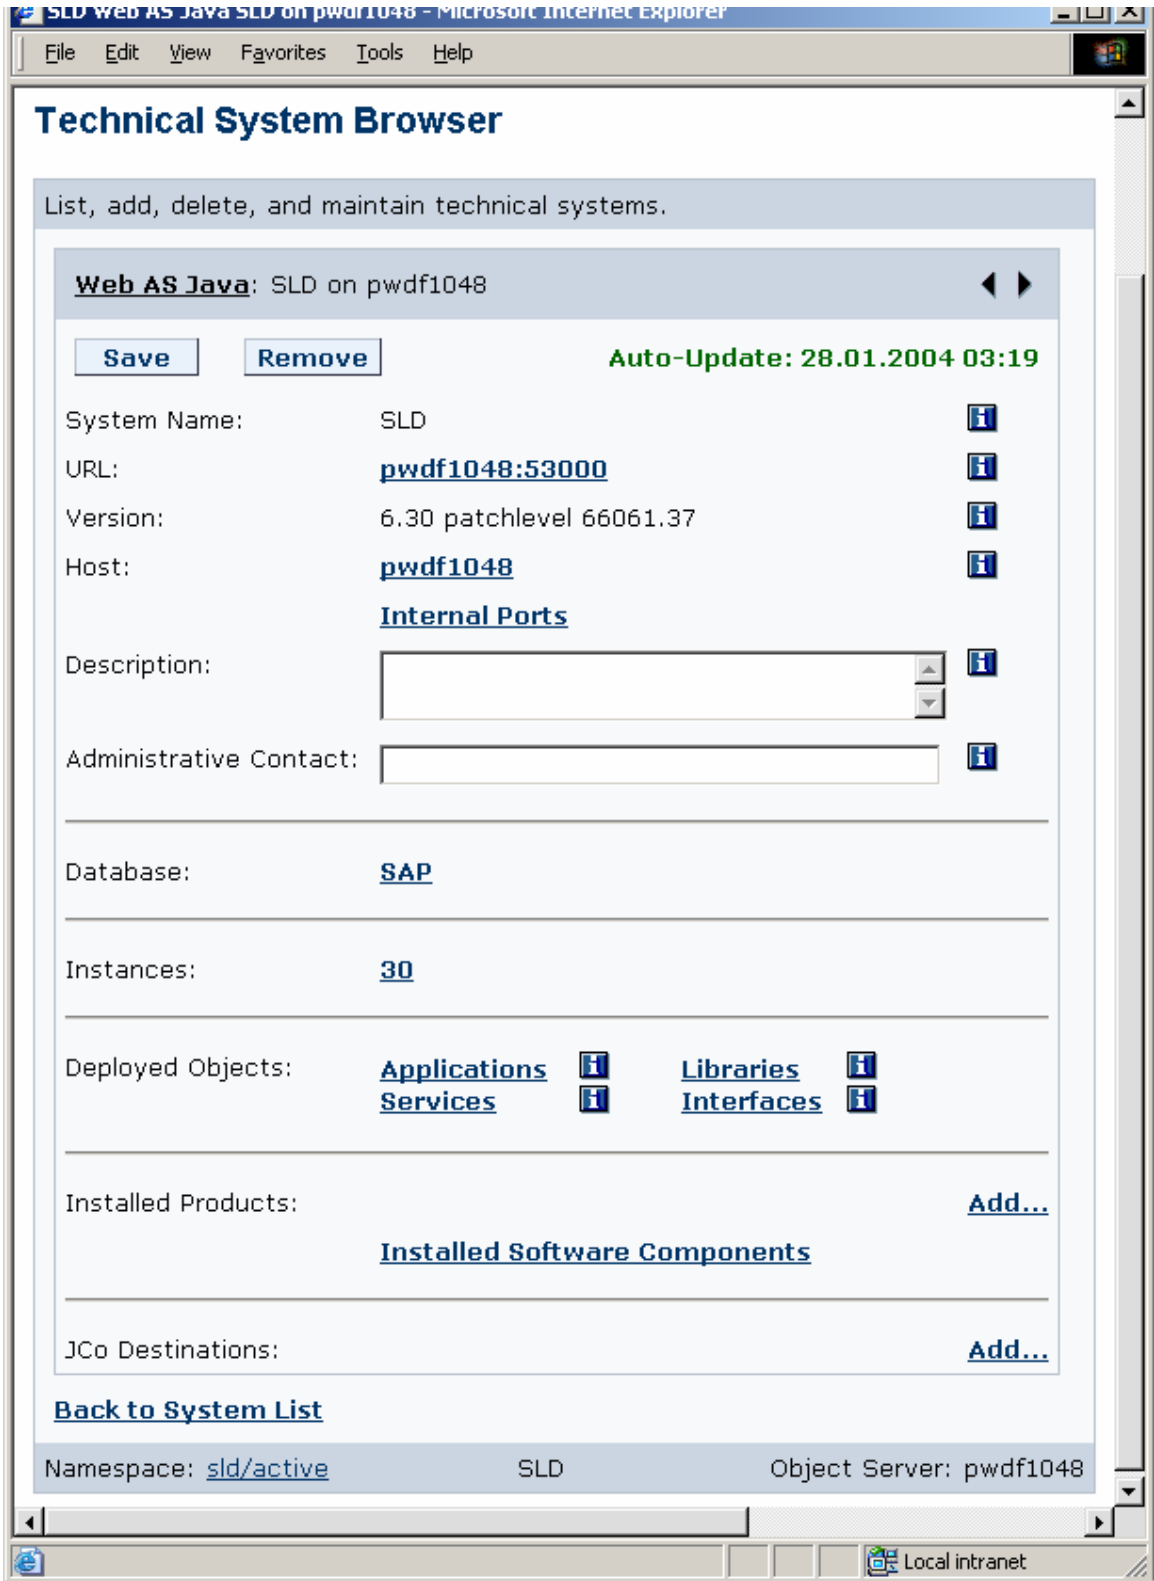 SLD Web AS Java SLD on pwdf1048 - Microsoft Internet Explorer
File Edit View Favorites Tools Help
Technical System Browser
List, add, delete, and maintain technical systems.
Web AS Java: SLD on pwdf1048
Save Remove Auto-Update: 28.01.2004 03:19
System Name: SLD
URL: pwdf1048:53000
Version: 6.30 patchlevel 66061.37
Host: pwdf1048
Internal Ports
Description:
Administrative Contact:
Database: SAP
Instances: 30
Deployed Objects: Applications Libraries
Services Interfaces
Installed Products: Add...
Installed Software Components
JCo Destinations: Add...
Back to System List
Namespace: sld/active SLD Object Server: pwdf1048
Local intranet